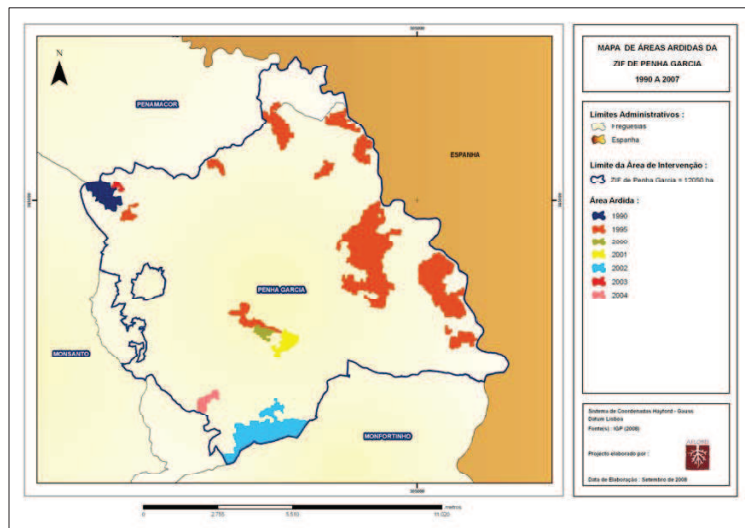 MAPA DE ÁREAS ARDIDAS DA
ZIF DE PENHA GARCIA
1990 A 2007
N
PENAMACOR
ESPANHA
PENHA GARCIA
MONSANTO
MONFORTINHO
Limites Administrativos :
Freguesias
Espanha
Limite da Área de Intervenção :
ZIF de Penha Garcia = 12050 ha
Área Ardida :
1990
1995
2000
2001
2002
2003
2004
Sistema de Coordenadas Hayford - Gauss
Datum Lisboa
Fonte(s) : IGP (2008)
Projecto elaborado por :
Data de Elaboração : Setembro de 2008
metros
0